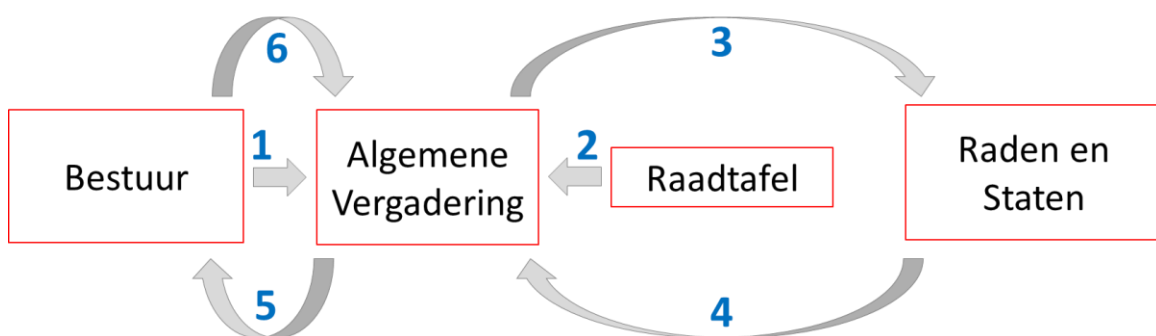 6
3
1
2
Bestuur
Algemene
Vergadering
Raadtafel
Raden en
Staten
5
4